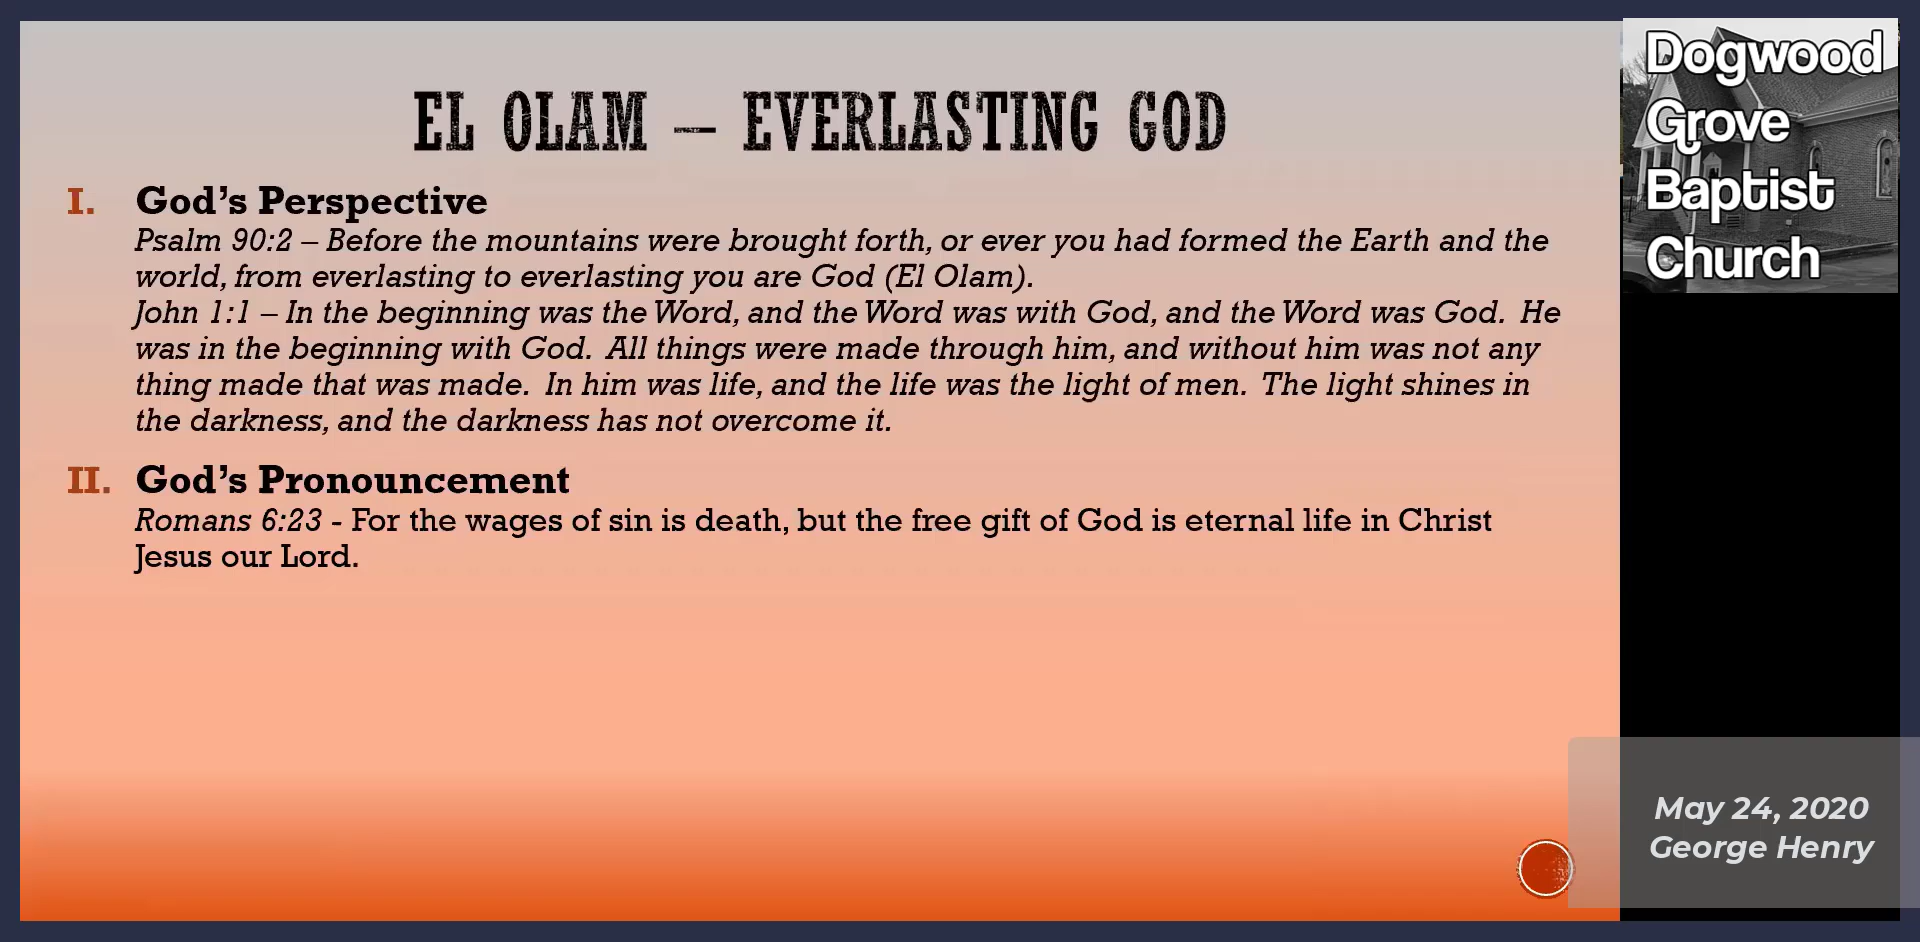 EL OLAM – EVERLASTING GOD
I. God’s Perspective
Psalm 90:2 – Before the mountains were brought forth, or ever you had formed the Earth and the
world, from everlasting to everlasting you are God (El Olam).
John 1:1 – In the beginning was the Word, and the Word was with God, and the Word was God.  He
was in the beginning with God.  All things were made through him, and without him was not any
thing made that was made.  In him was life, and the life was the light of men.  The light shines in
the darkness, and the darkness has not overcome it.
II. God’s Pronouncement
Romans 6:23 - For the wages of sin is death, but the free gift of God is eternal life in Christ
Jesus our Lord.
Dogwood
Grove
Baptist
Church
May 24, 2020
George Henry